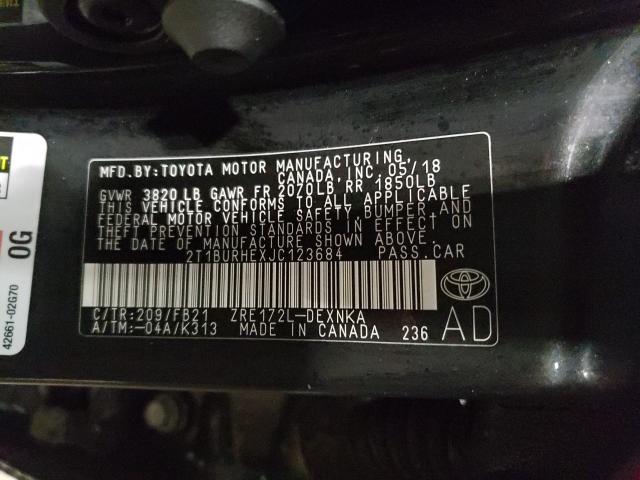 MFD.BY:TOYOTA MOTOR MANUFACTURING,
CANADA, INC. 05/18
GVWR 3820LB GAWR FR 2070LB RR 1850LB
THIS VEHICLE CONFORMS TO ALL APPLICABLE
FEDERAL MOTOR VEHICLE SAFETY, BUMPER, AND
THEFT PREVENTION STANDARDS IN EFFECT ON
THE DATE OF MANUFACTURE SHOWN ABOVE.
2T1BURHEXJC123684 PASS.CAR
C/TR:209/FB21 ZRE172L-DEXNKA
A/TM:-04A/K313 MADE IN CANADA 236 AD
0G
42661-02G70